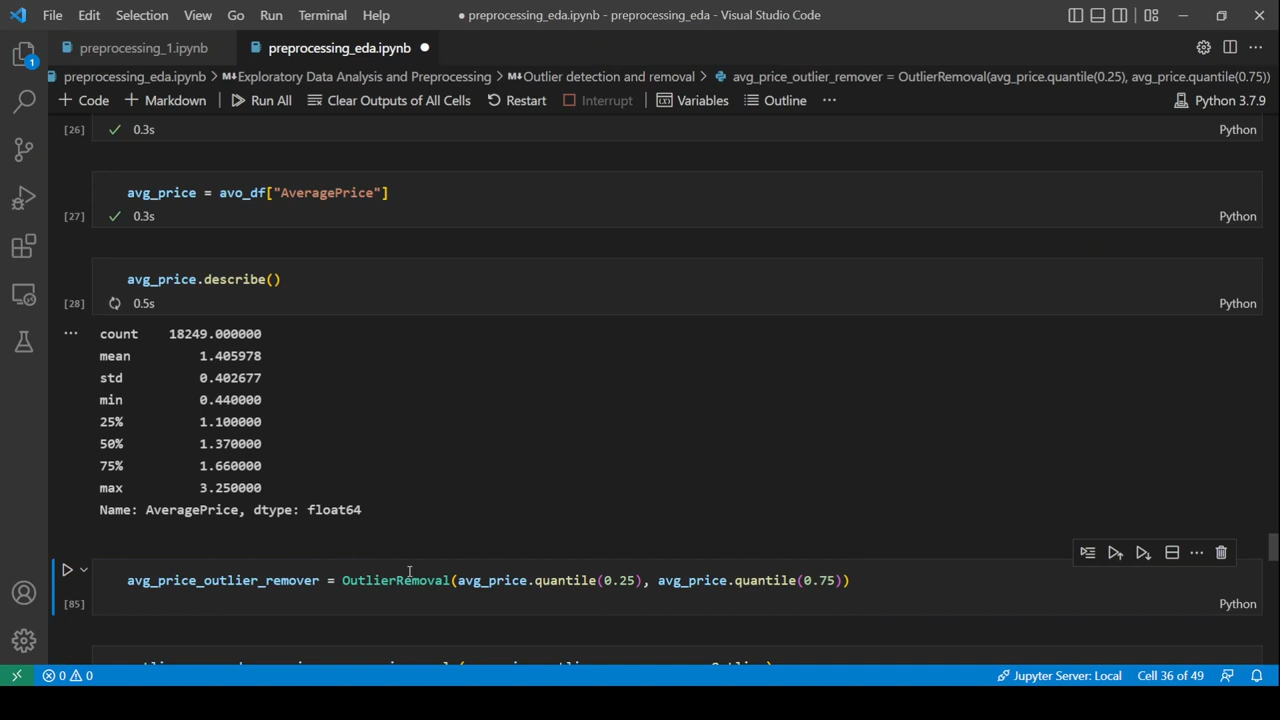 File Edit Selection View Go Run Terminal Help ● preprocessing_eda.ipynb - preprocessing_eda - Visual Studio Code
preprocessing_1.ipynb preprocessing_eda.ipynb
preprocessing_eda.ipynb > Exploratory Data Analysis and Preprocessing > Outlier detection and removal > avg_price_outlier_remover = OutlierRemoval(avg_price.quantile(0.25), avg_price.quantile(0.75))
+ Code + Markdown Run All Clear Outputs of All Cells Restart Interrupt Variables Outline ... Python 3.7.9
[26] 0.3s Python
avg_price = avo_df["AveragePrice"]
[27] 0.3s Python
avg_price.describe()
[28] 0.5s Python
... count 18249.000000
mean 1.405978
std 0.402677
min 0.440000
25% 1.100000
50% 1.370000
75% 1.660000
max 3.250000
Name: AveragePrice, dtype: float64
avg_price_outlier_remover = OutlierRemoval(avg_price.quantile(0.25), avg_price.quantile(0.75))
[85] Python
0 0 Jupyter Server: Local Cell 36 of 49
1